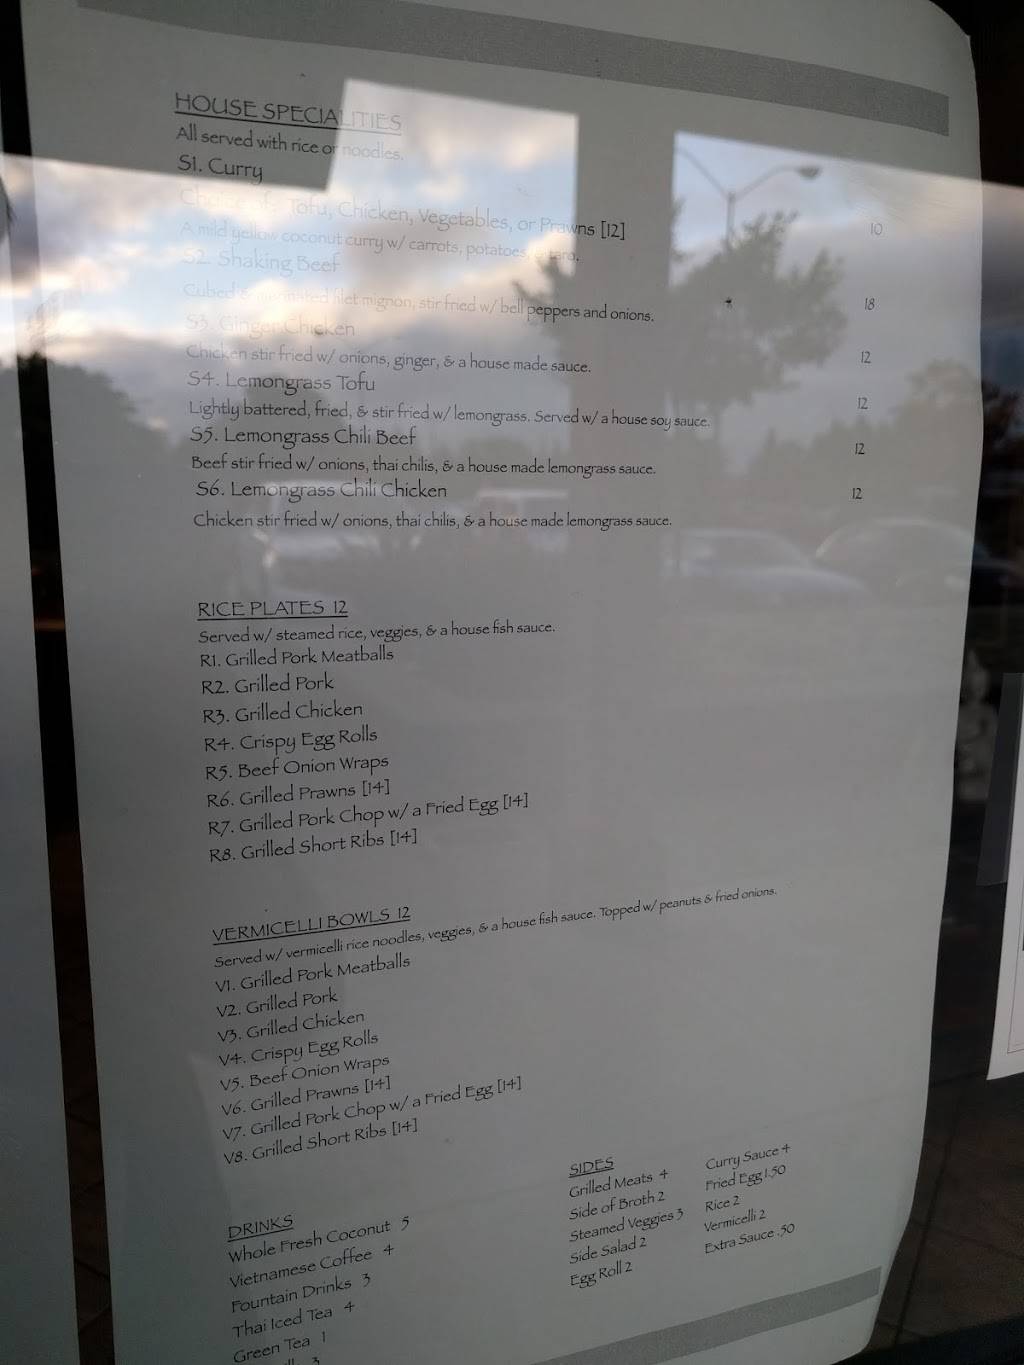 HOUSE SPECIALITIES
All served with rice or noodles.
S1. Curry
Choice of: Tofu, Chicken, Vegetables, or Prawns [12] 10
A mild yellow coconut curry w/ carrots, potatoes, & taro.
S2. Shaking Beef
Cubed & marinated filet mignon, stir fried w/ bell peppers and onions. 18
S3. Ginger Chicken
Chicken stir fried w/ onions, ginger, & a house made sauce. 12
S4. Lemongrass Tofu
Lightly battered, fried, & stir fried w/ lemongrass. Served w/ a house soy sauce. 12
S5. Lemongrass Chili Beef
Beef stir fried w/ onions, thai chilis, & a house made lemongrass sauce. 12
S6. Lemongrass Chili Chicken 12
Chicken stir fried w/ onions, thai chilis, & a house made lemongrass sauce.
RICE PLATES 12
Served w/ steamed rice, veggies, & a house fish sauce.
R1. Grilled Pork Meatballs
R2. Grilled Pork
R3. Grilled Chicken
R4. Crispy Egg Rolls
R5. Beef Onion Wraps
R6. Grilled Prawns [14]
R7. Grilled Pork Chop w/ a Fried Egg [14]
R8. Grilled Short Ribs [14]
VERMICELLI BOWLS 12
Served w/ vermicelli rice noodles, veggies, & a house fish sauce. Topped w/ peanuts & fried onions.
V1. Grilled Pork Meatballs
V2. Grilled Pork
V3. Grilled Chicken
V4. Crispy Egg Rolls
V5. Beef Onion Wraps
V6. Grilled Prawns [14]
V7. Grilled Pork Chop w/ a Fried Egg [14]
V8. Grilled Short Ribs [14]
DRINKS
Whole Fresh Coconut 5
Vietnamese Coffee 4
Fountain Drinks 3
Thai Iced Tea 4
Green Tea 1
3
SIDES
Grilled Meats 4
Side of Broth 2
Steamed Veggies 3
Side Salad 2
Egg Roll 2
Curry Sauce 4
Fried Egg 1.50
Rice 2
Vermicelli 2
Extra Sauce .50